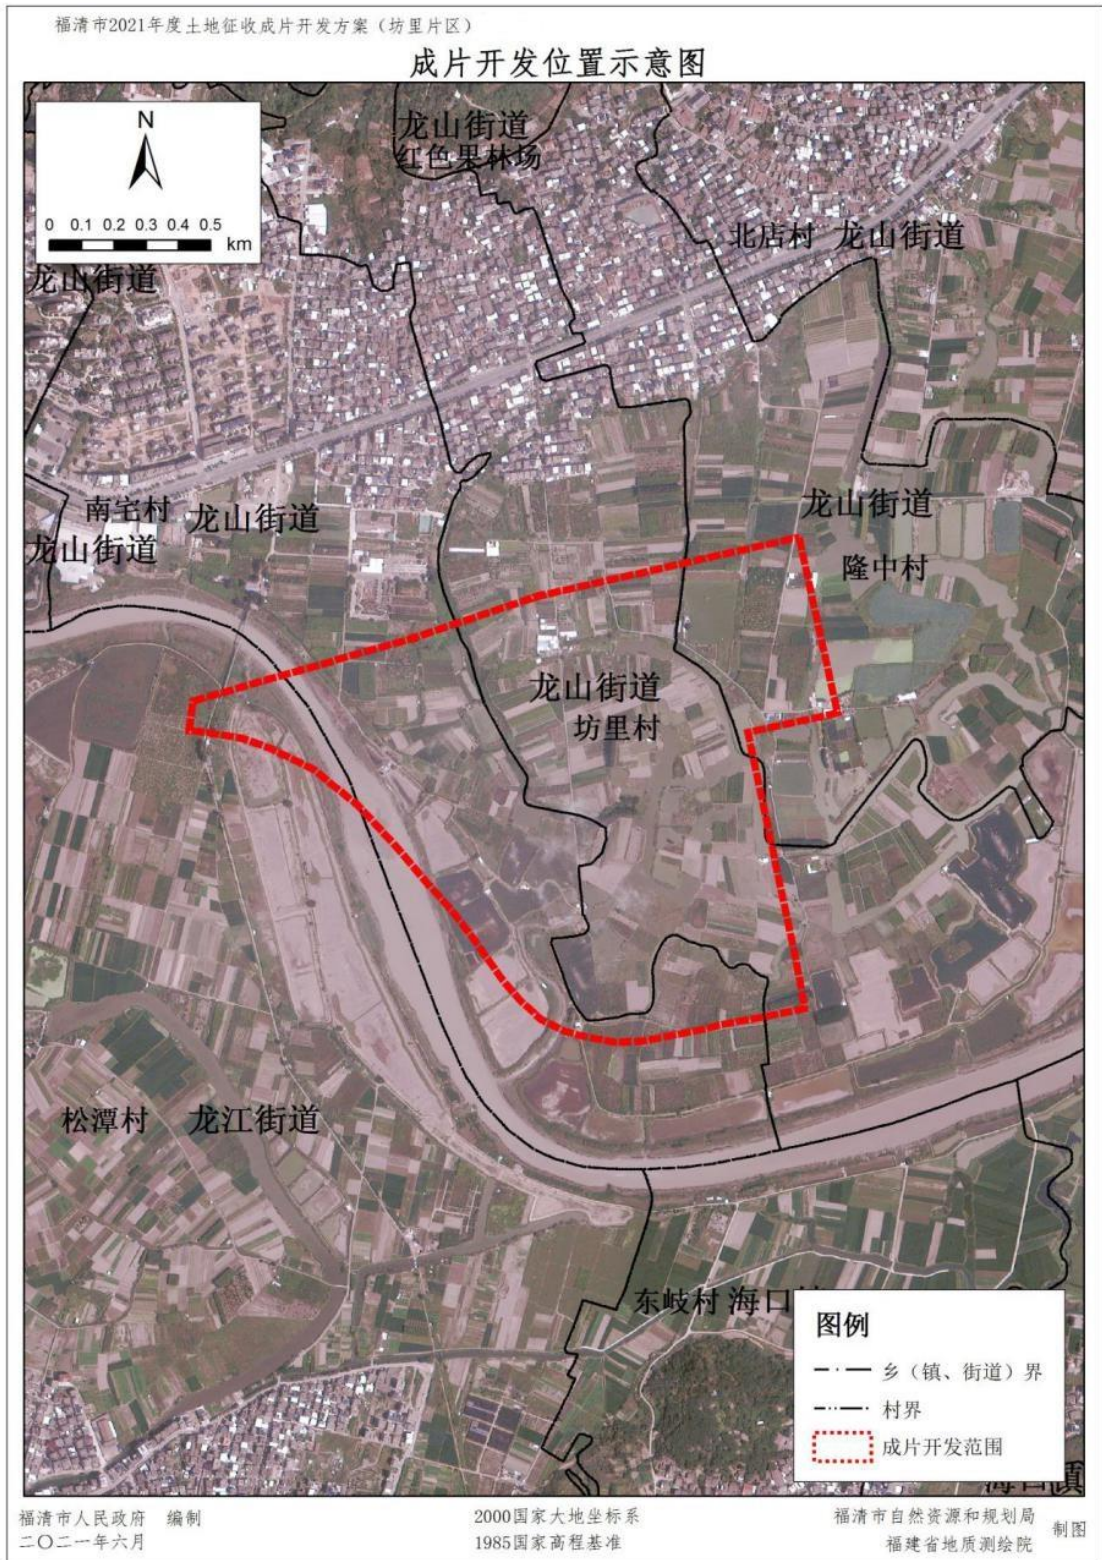 福清市2021年度土地征收成片开发方案（坊里片区）
成片开发位置示意图
N
0 0.1 0.2 0.3 0.4 0.5
km
龙山街道
红色果林场
北店村 龙山街道
龙山街道
南宅村 龙山街道
龙山街道
龙山街道
隆中村
龙山街道
坊里村
松潭村 龙江街道
东岐村 海口
图例
乡（镇、街道）界
村界
成片开发范围
福清市人民政府 编制
二〇二一年六月
2000国家大地坐标系
1985国家高程基准
福清市自然资源和规划局
福建省地质测绘院
制图